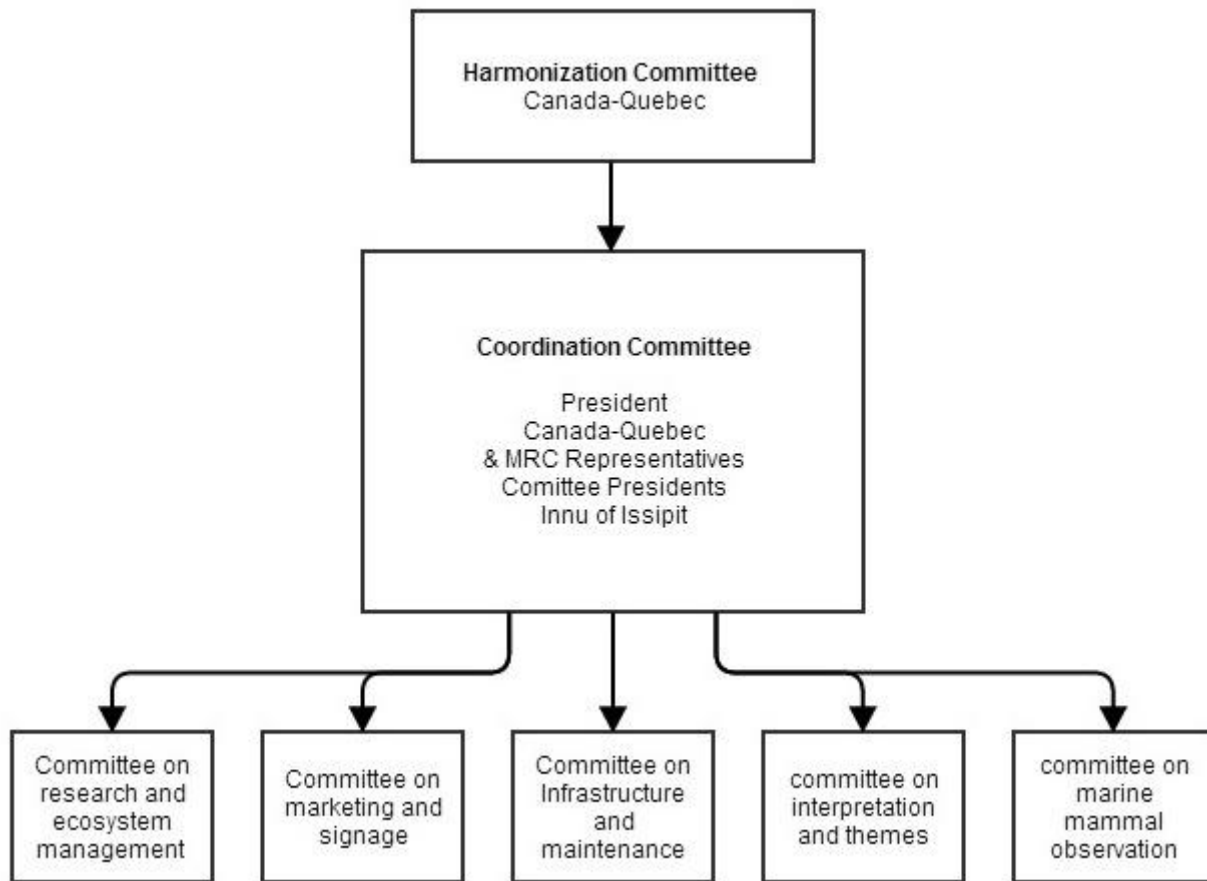 Harmonization Committee
Canada-Quebec
Coordination Committee
President
Canada-Quebec
& MRC Representatives
Comittee Presidents
Innu of Issipit
Committee on
research and
ecosystem
management
Committee on
marketing and
signage
Committee on
Infrastructure
and
maintenance
committee on
interpretation
and themes
committee on
marine
mammal
observation